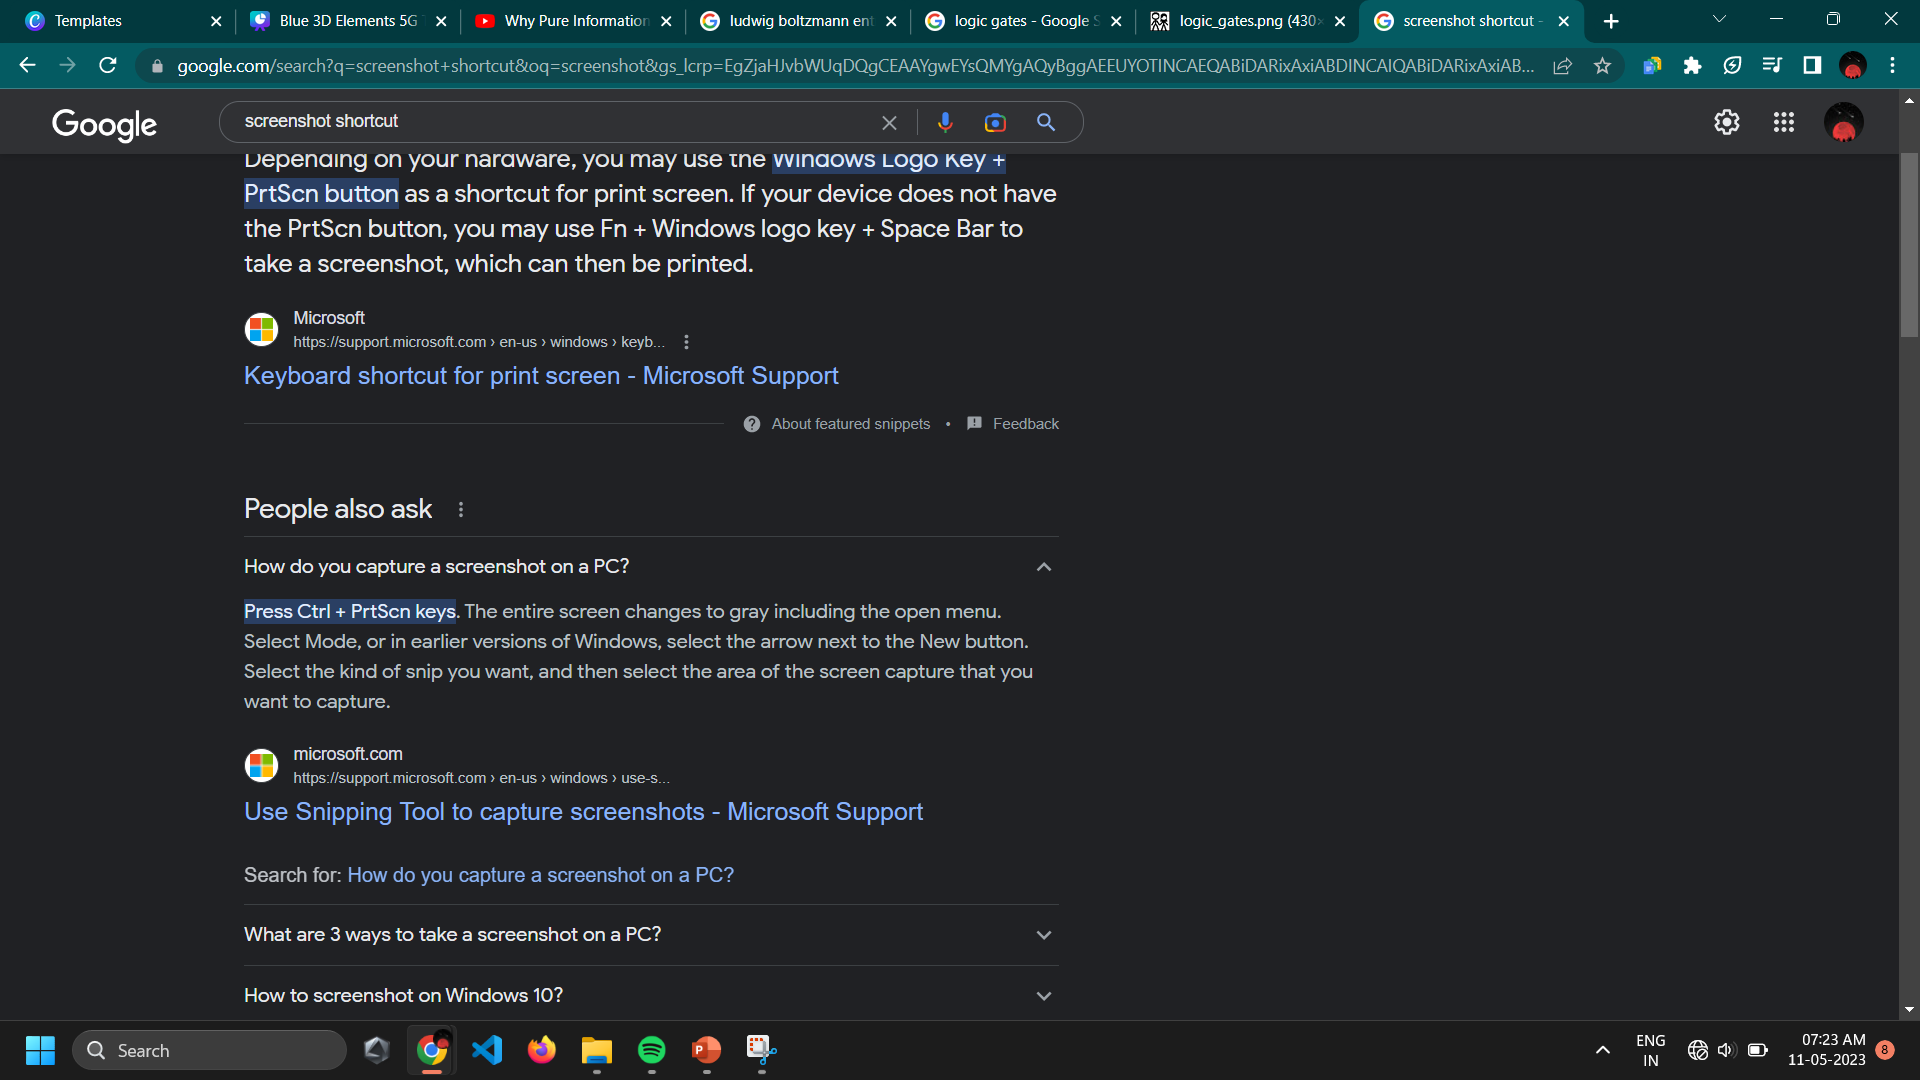 Templates
Blue 3D Elements 5G
Why Pure Information
ludwig boltzmann ent
logic gates - Google S
logic_gates.png (430×
screenshot shortcut -
google.com/search?q=screenshot+shortcut&oq=screenshot&gs_lcrp=EgZjaHJvbWUqDQgCEAAYgwEYsQMYgAQyBggAEEUYOTINCAEQABiDARixAxiABDINCAIQABiDARixAxiAB...
Google
screenshot shortcut
Depending on your hardware, you may use the Windows Logo Key +
PrtScn button as a shortcut for print screen. If your device does not have
the PrtScn button, you may use Fn + Windows logo key + Space Bar to
take a screenshot, which can then be printed.
Microsoft
https://support.microsoft.com › en-us › windows › keyb...
Keyboard shortcut for print screen - Microsoft Support
About featured snippets • Feedback
People also ask
How do you capture a screenshot on a PC?
Press Ctrl + PrtScn keys. The entire screen changes to gray including the open menu.
Select Mode, or in earlier versions of Windows, select the arrow next to the New button.
Select the kind of snip you want, and then select the area of the screen capture that you
want to capture.
microsoft.com
https://support.microsoft.com › en-us › windows › use-s...
Use Snipping Tool to capture screenshots - Microsoft Support
Search for: How do you capture a screenshot on a PC?
What are 3 ways to take a screenshot on a PC?
How to screenshot on Windows 10?
Search
P
ENG
IN
07:23 AM
11-05-2023
8